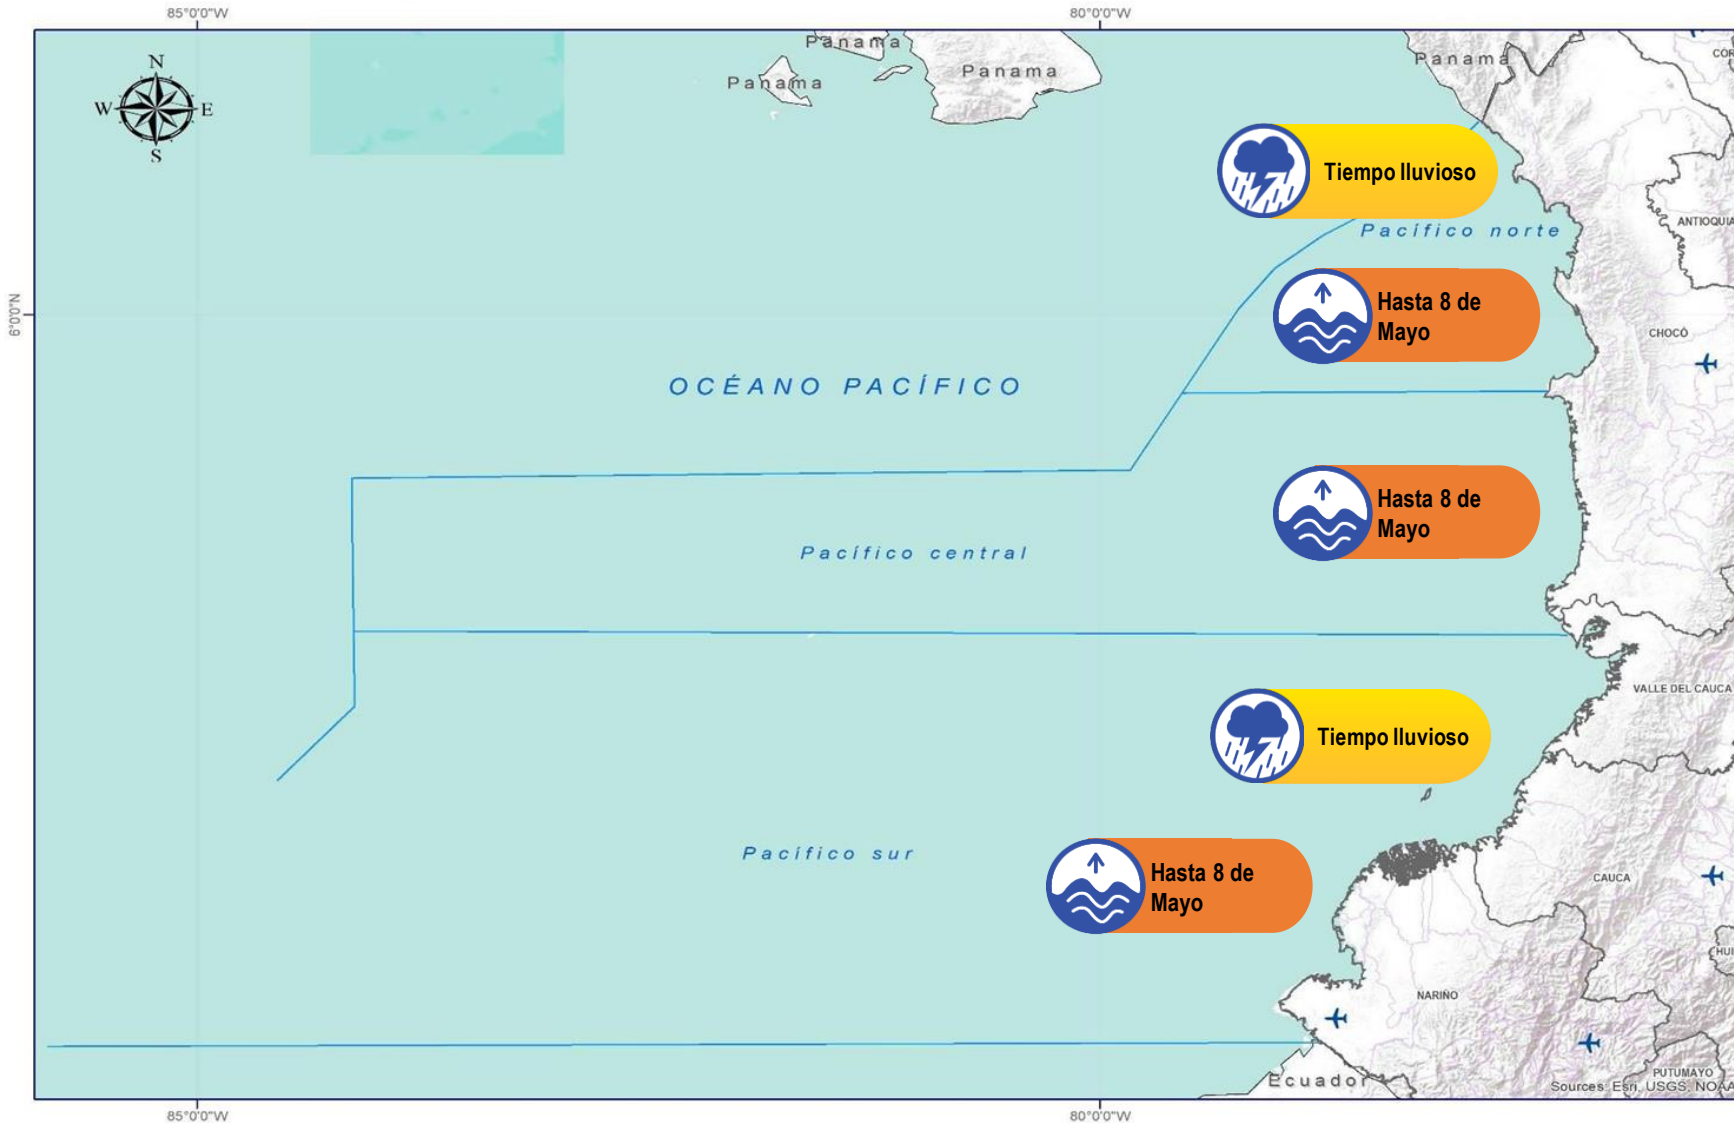 85°0'0"W
80°0'0"W
N
W
E
S
Panama
Panama
Panama
Panama
Tiempo lluvioso
ANTIOQUIA
Pacífico norte
6°0'0"N
Hasta 8 de
Mayo
CHOCÓ
OCÉANO PACÍFICO
Hasta 8 de
Mayo
Pacífico central
VALLE DEL CAUCA
Tiempo lluvioso
Pacífico sur
Hasta 8 de
Mayo
CAUCA
NARIÑO
Ecuador
PUTUMAYO
Sources: Esri, USGS, NOAA
85°0'0"W
80°0'0"W